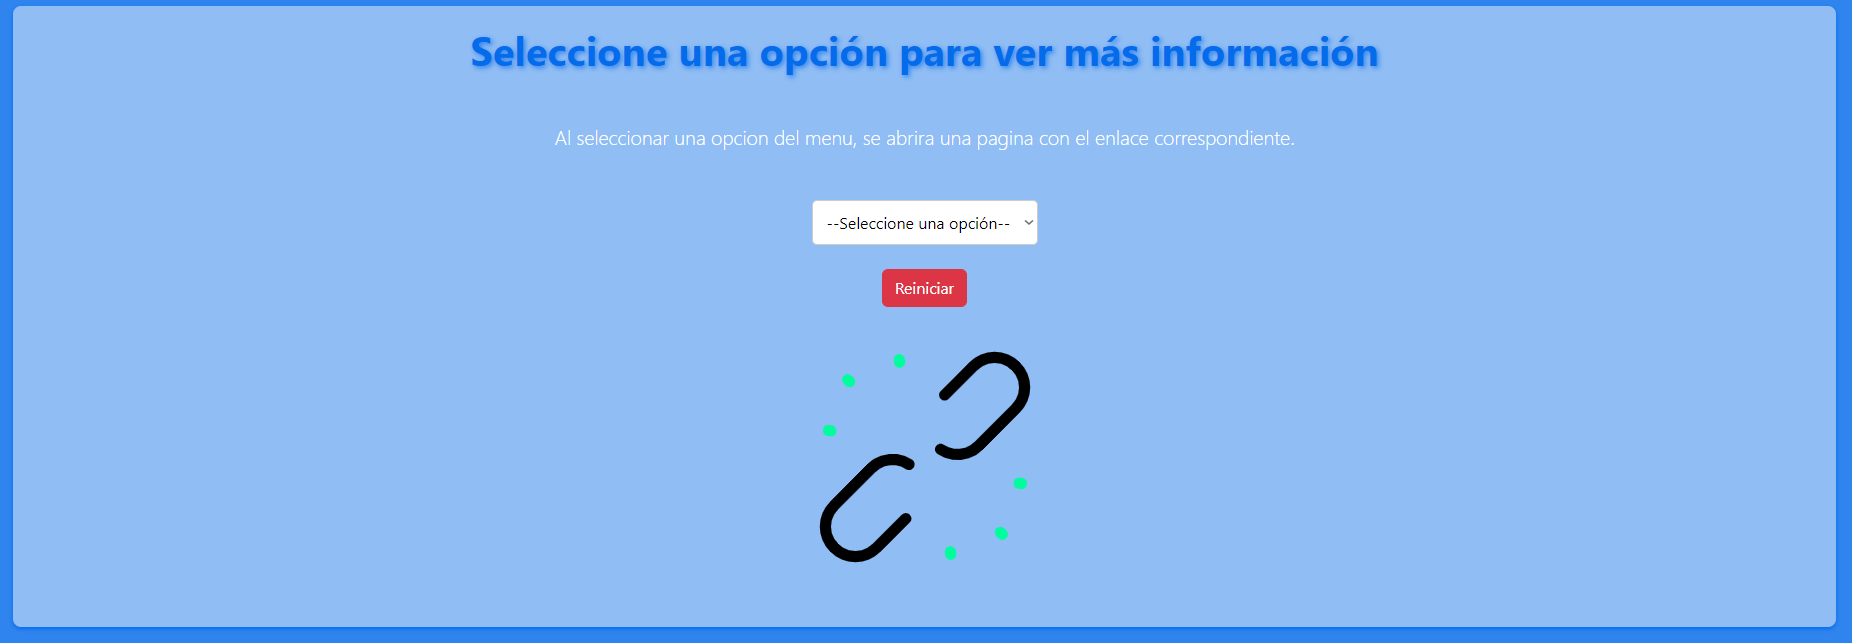 Seleccione una opción para ver más información
Al seleccionar una opcion del menu, se abrira una pagina con el enlace correspondiente.
--Seleccione una opción--
Reiniciar